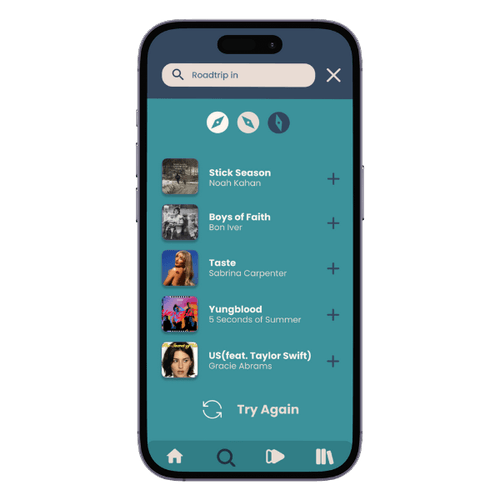 Roadtrip in
Stick Season
Noah Kahan
Boys of Faith
Bon Iver
Taste
Sabrina Carpenter
Yungblood
5 Seconds of Summer
US(feat. Taylor Swift)
Gracie Abrams
Try Again